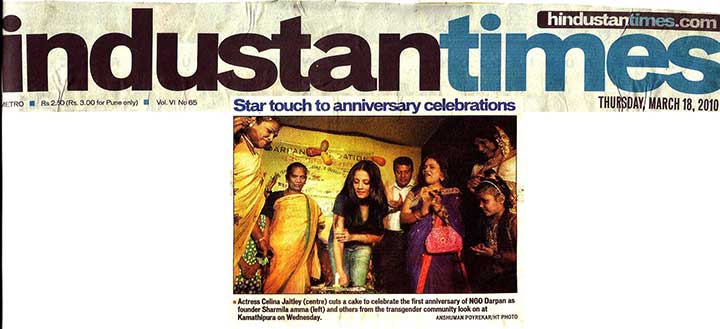 hindustantimes.com
hindustantimes
METRO ■ Rs 2.50 (Rs. 3.00 for Pune only) ■ Vol. VI No 65
THURSDAY, MARCH 18, 2010
Star touch to anniversary celebrations
Actress Celina Jaitley (centre) cuts a cake to celebrate the first anniversary of NGO Darpan as
founder Sharmila amma (left) and others from the transgender community look on at
Kamathipura on Wednesday.
ANSHUMAN POYREKAR/HT PHOTO